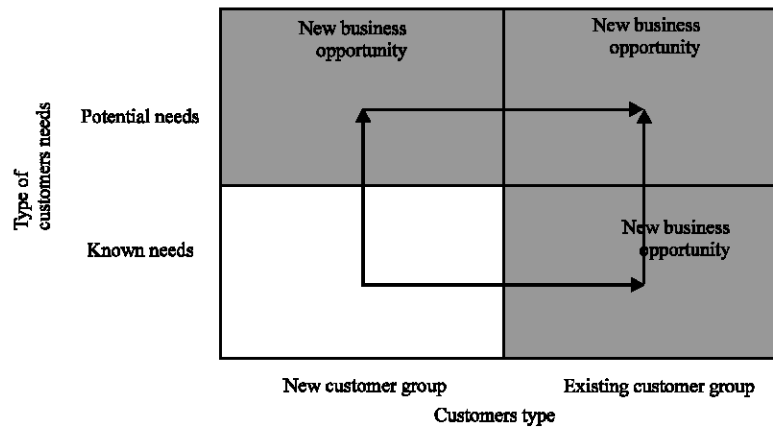 New business
opportunity
New business
opportunity
Potential needs
Type of
customers needs
Known needs
New business
opportunity
New customer group
Existing customer group
Customers type